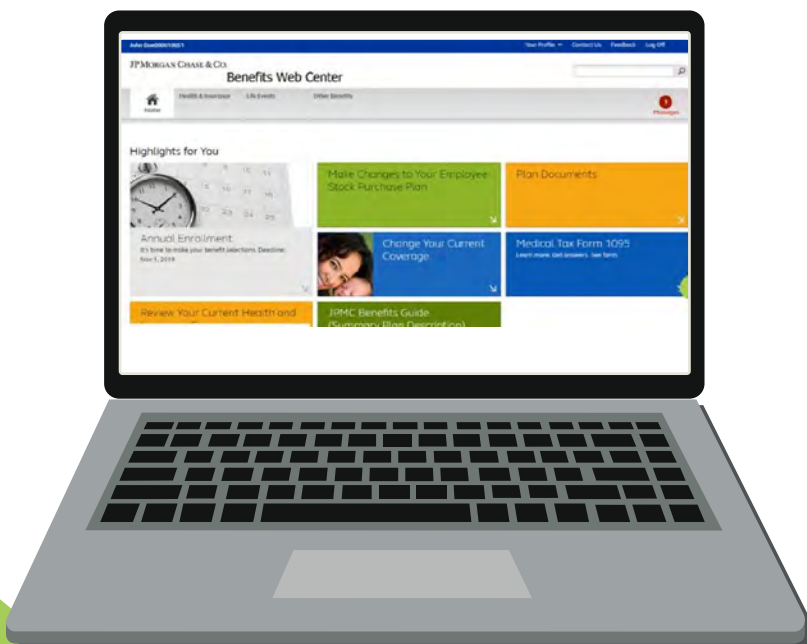 Your Profile Contact Us Feedback Log Off
JPMORGAN CHASE & CO.
Benefits Web Center
Home
Health & Insurance Life Events Other Benefits
Messages
Highlights for You
Make Changes to Your Employee
Stock Purchase Plan
Plan Documents
Annual Enrollment
It's time to make your benefit selections. Deadline:
Change Your Current
Coverage
Medical Tax Form 1095
Learn more. Get answers. See form.
Review Your Current Health and
JPMC Benefits Guide
(Summary Plan Description)